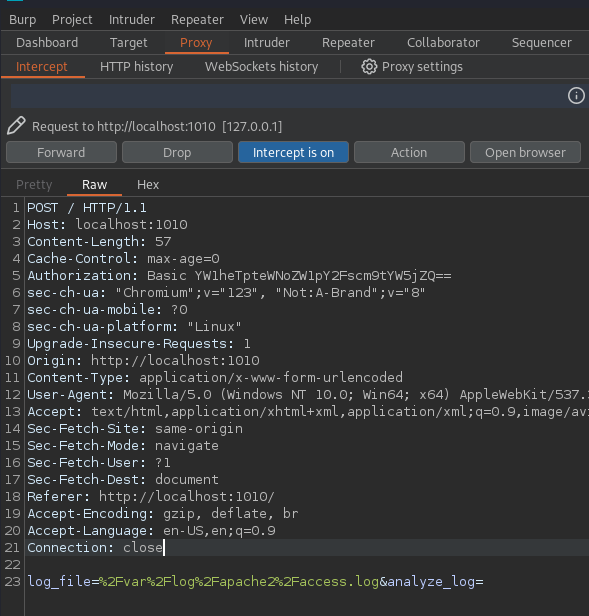 Burp Project Intruder Repeater View Help
Dashboard Target Proxy Intruder Repeater Collaborator Sequencer
Intercept HTTP history WebSockets history Proxy settings
Request to http://localhost:1010 [127.0.0.1]
Forward Drop Intercept is on Action Open browser
Pretty Raw Hex
1 POST / HTTP/1.1
2 Host: localhost:1010
3 Content-Length: 57
4 Cache-Control: max-age=0
5 Authorization: Basic YW1heTpteWNoZW1pY2Fscm9tYW5jZQ==
6 sec-ch-ua: "Chromium";v="123", "Not:A-Brand";v="8"
7 sec-ch-ua-mobile: ?0
8 sec-ch-ua-platform: "Linux"
9 Upgrade-Insecure-Requests: 1
10 Origin: http://localhost:1010
11 Content-Type: application/x-www-form-urlencoded
12 User-Agent: Mozilla/5.0 (Windows NT 10.0; Win64; x64) AppleWebKit/537.
13 Accept: text/html,application/xhtml+xml,application/xml;q=0.9,image/av
14 Sec-Fetch-Site: same-origin
15 Sec-Fetch-Mode: navigate
16 Sec-Fetch-User: ?1
17 Sec-Fetch-Dest: document
18 Referer: http://localhost:1010/
19 Accept-Encoding: gzip, deflate, br
20 Accept-Language: en-US,en;q=0.9
21 Connection: close
22
23 log_file=%2Fvar%2Flog%2Fapache2%2Faccess.log&analyze_log=